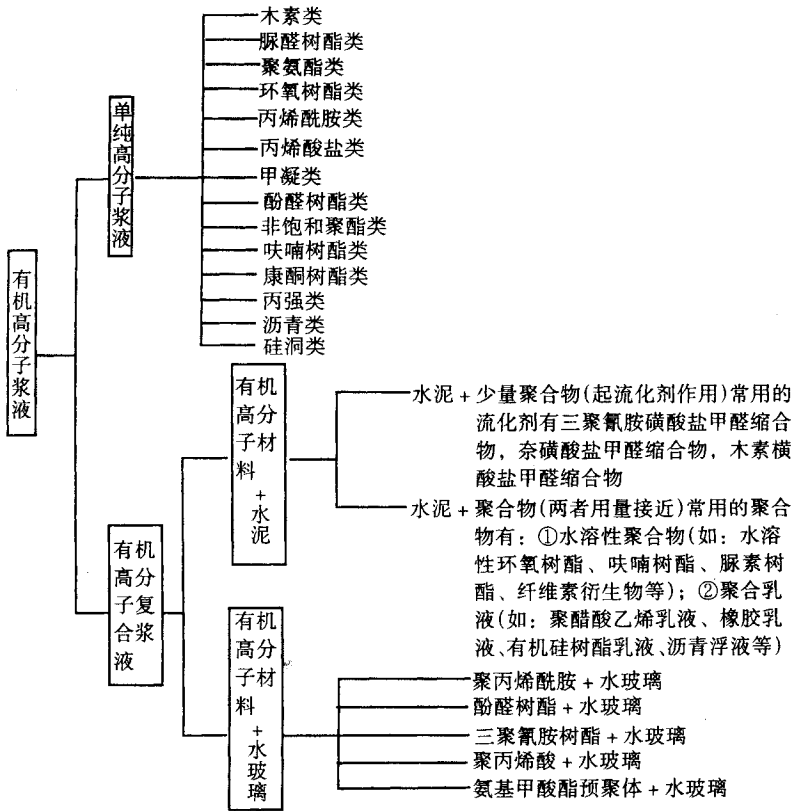 有机高分子浆液
单纯高分子浆液
木素类
脲醛树酯类
聚氨酯类
环氧树酯类
丙烯酰胺类
丙烯酸盐类
甲凝类
酚醛树酯类
非饱和聚酯类
呋喃树酯类
康酮树酯类
丙强类
沥青类
硅洞类
有机高分子复合浆液
有机高分子材料+水泥
水泥+少量聚合物(起流化剂作用)常用的
流化剂有三聚氰胺磺酸盐甲醛缩合
物，奈磺酸盐甲醛缩合物，木素横
酸盐甲醛缩合物
水泥+聚合物(两者用量接近)常用的聚合
物有：①水溶性聚合物(如：水溶
性环氧树酯、呋喃树酯、脲素树
酯、纤维素衍生物等)；②聚合乳
液(如：聚醋酸乙烯乳液、橡胶乳
液、有机硅树酯乳液、沥青浮液等)
有机高分子材料+水玻璃
聚丙烯酰胺+水玻璃
酚醛树酯+水玻璃
三聚氰胺树酯+水玻璃
聚丙烯酸+水玻璃
氨基甲酸酯预聚体+水玻璃